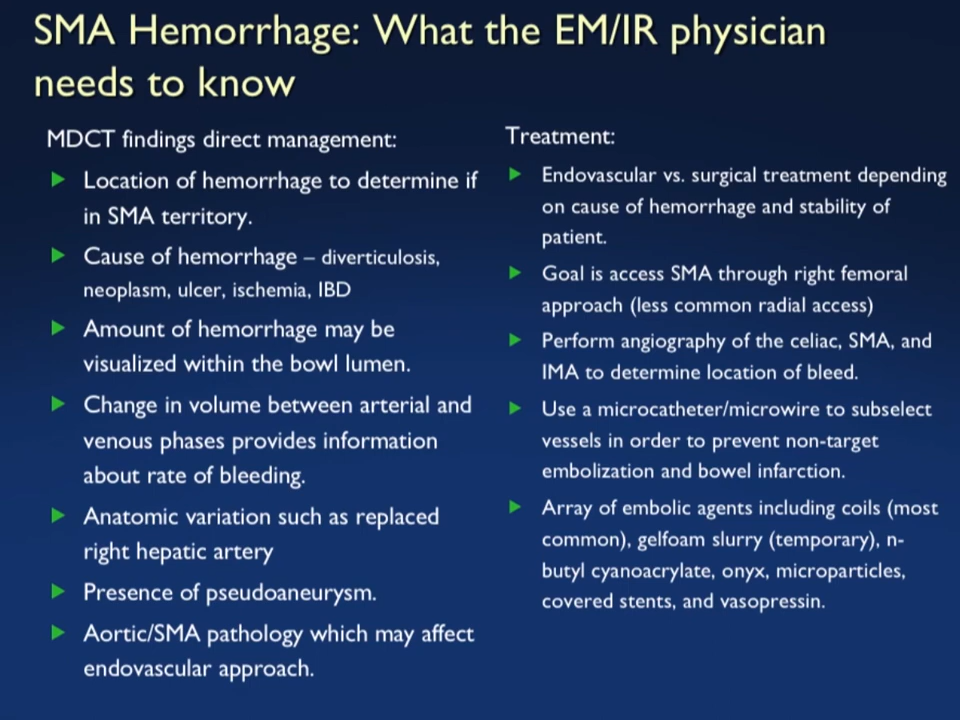 SMA Hemorrhage: What the EM/IR physician
needs to know
MDCT findings direct management:
Location of hemorrhage to determine if
in SMA territory.
Cause of hemorrhage – diverticulosis,
neoplasm, ulcer, ischemia, IBD
Amount of hemorrhage may be
visualized within the bowl lumen.
Change in volume between arterial and
venous phases provides information
about rate of bleeding.
Anatomic variation such as replaced
right hepatic artery
Presence of pseudoaneurysm.
Aortic/SMA pathology which may affect
endovascular approach.
Treatment:
Endovascular vs. surgical treatment depending
on cause of hemorrhage and stability of
patient.
Goal is access SMA through right femoral
approach (less common radial access)
Perform angiography of the celiac, SMA, and
IMA to determine location of bleed.
Use a microcatheter/microwire to subselect
vessels in order to prevent non-target
embolization and bowel infarction.
Array of embolic agents including coils (most
common), gelfoam slurry (temporary), n-
butyl cyanoacrylate, onyx, microparticles,
covered stents, and vasopressin.